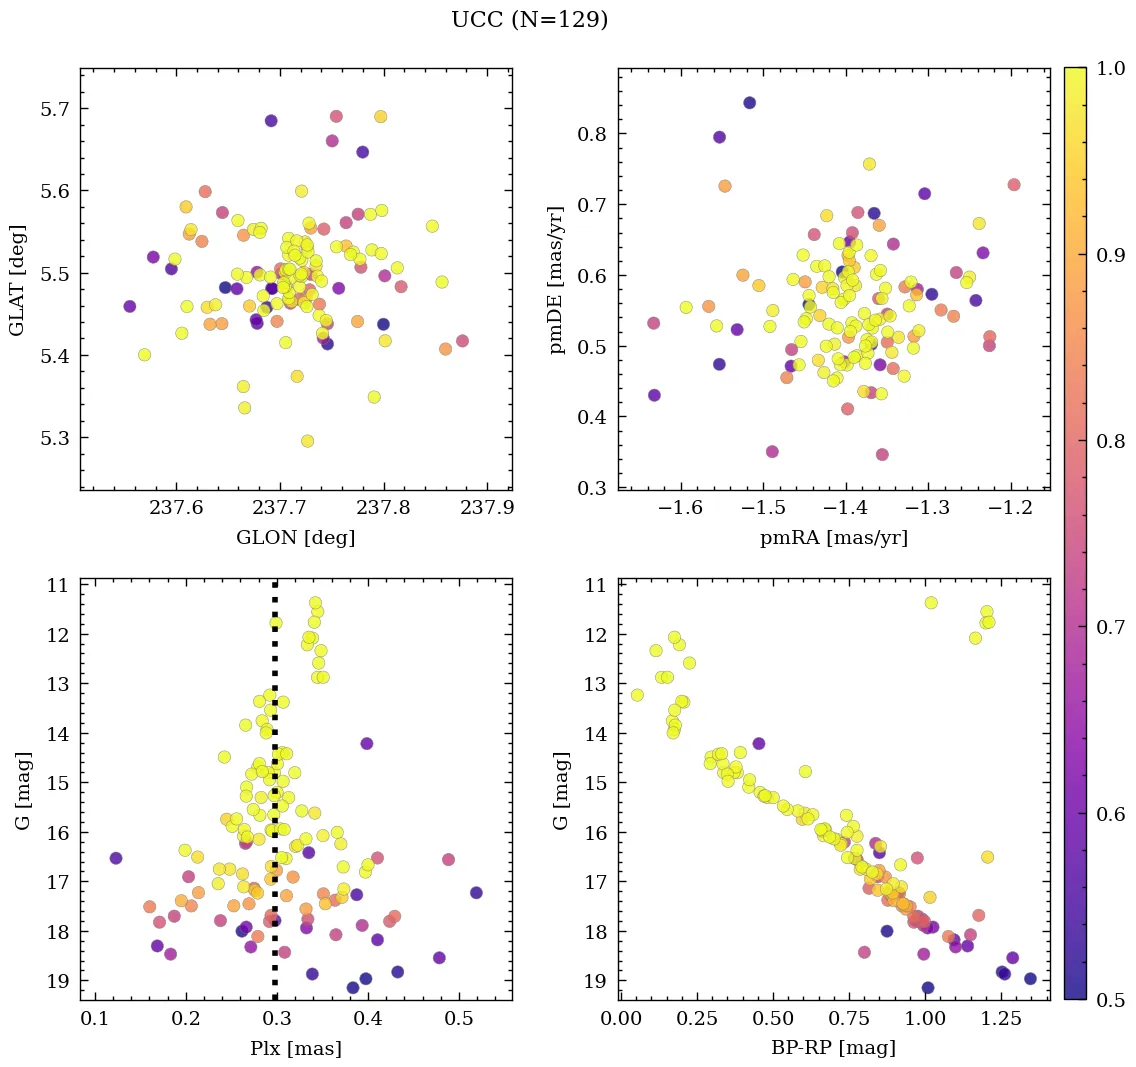 UCC (N=129)
5.7
5.6
5.5
5.4
5.3
GLAT [deg]
237.6 237.7 237.8 237.9
GLON [deg]
0.8
0.7
0.6
0.5
0.4
0.3
pmDE [mas/yr]
−1.6 −1.5 −1.4 −1.3 −1.2
pmRA [mas/yr]
1.0
0.9
0.8
0.7
0.6
0.5
11
12
13
14
15
16
17
18
19
G [mag]
0.1 0.2 0.3 0.4 0.5
Plx [mas]
11
12
13
14
15
16
17
18
19
G [mag]
0.00 0.25 0.50 0.75 1.00 1.25
BP-RP [mag]